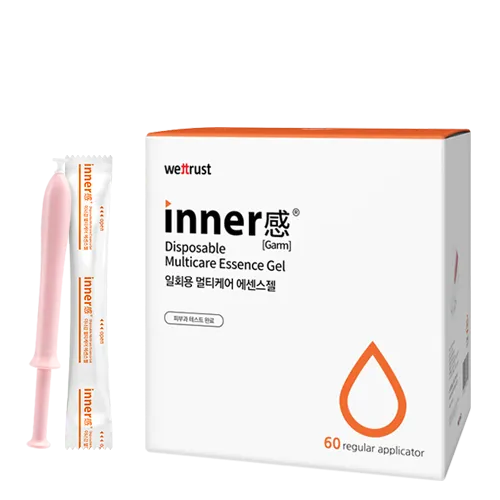 wettrust
inner感®
[Garm]
Disposable
Multicare Essence Gel
일회용 멀티케어 에센스젤
피부과 테스트 완료
60 regular applicator
open
inner感
open
inner感
open
inner感